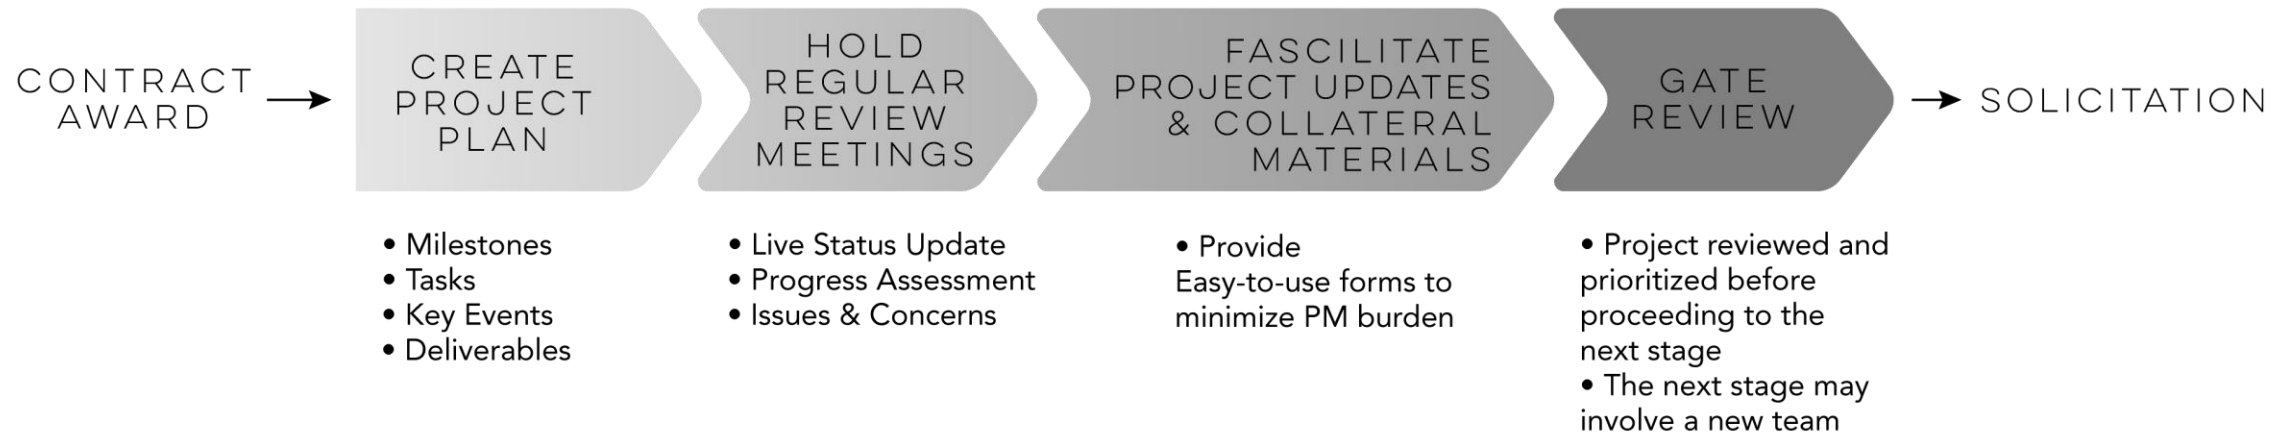 CONTRACT
AWARD
CREATE
PROJECT
PLAN
• Milestones
• Tasks
• Key Events
• Deliverables
HOLD
REGULAR
REVIEW
MEETINGS
• Live Status Update
• Progress Assessment
• Issues & Concerns
FASCILITATE
PROJECT UPDATES
& COLLATERAL
MATERIALS
• Provide
Easy-to-use forms to
minimize PM burden
GATE
REVIEW
• Project reviewed and
prioritized before
proceeding to the
next stage
• The next stage may
involve a new team
SOLICITATION